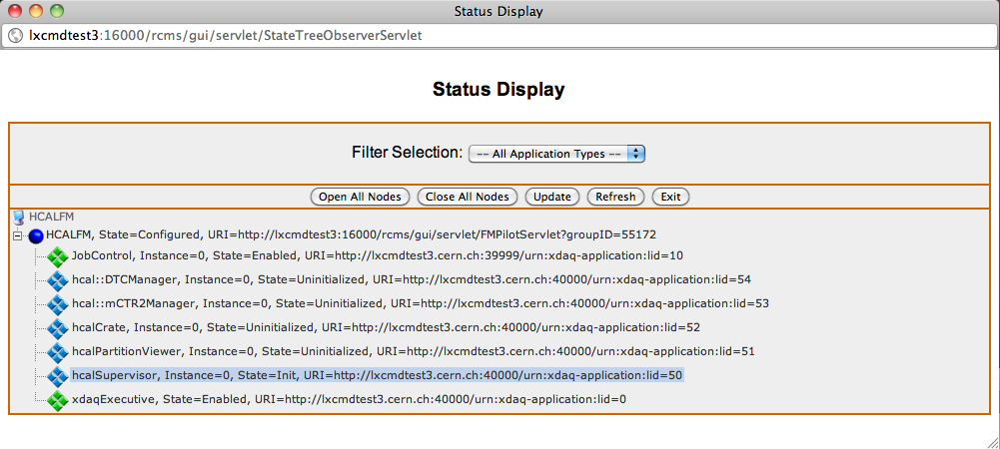 Status Display
lxcmdtest3:16000/rcms/gui/servlet/StateTreeObserverServlet
Status Display
Filter Selection: -- All Application Types --
Open All Nodes Close All Nodes Update Refresh Exit
HCALFM
HCALFM, State=Configured, URI=http://lxcmdtest3:16000/rcms/gui/servlet/FMPilotServlet?groupID=55172
JobControl, Instance=0, State=Enabled, URI=http://lxcmdtest3.cern.ch:39999/urn:xdaq-application:lid=10
hcal::DTCManager, Instance=0, State=Uninitialized, URI=http://lxcmdtest3.cern.ch:40000/urn:xdaq-application:lid=54
hcal::mCTR2Manager, Instance=0, State=Uninitialized, URI=http://lxcmdtest3.cern.ch:40000/urn:xdaq-application:lid=53
hcalCrate, Instance=0, State=Uninitialized, URI=http://lxcmdtest3.cern.ch:40000/urn:xdaq-application:lid=52
hcalPartitionViewer, Instance=0, State=Uninitialized, URI=http://lxcmdtest3.cern.ch:40000/urn:xdaq-application:lid=51
hcalSupervisor, Instance=0, State=Init, URI=http://lxcmdtest3.cern.ch:40000/urn:xdaq-application:lid=50
xdaqExecutive, State=Enabled, URI=http://lxcmdtest3.cern.ch:40000/urn:xdaq-application:lid=0